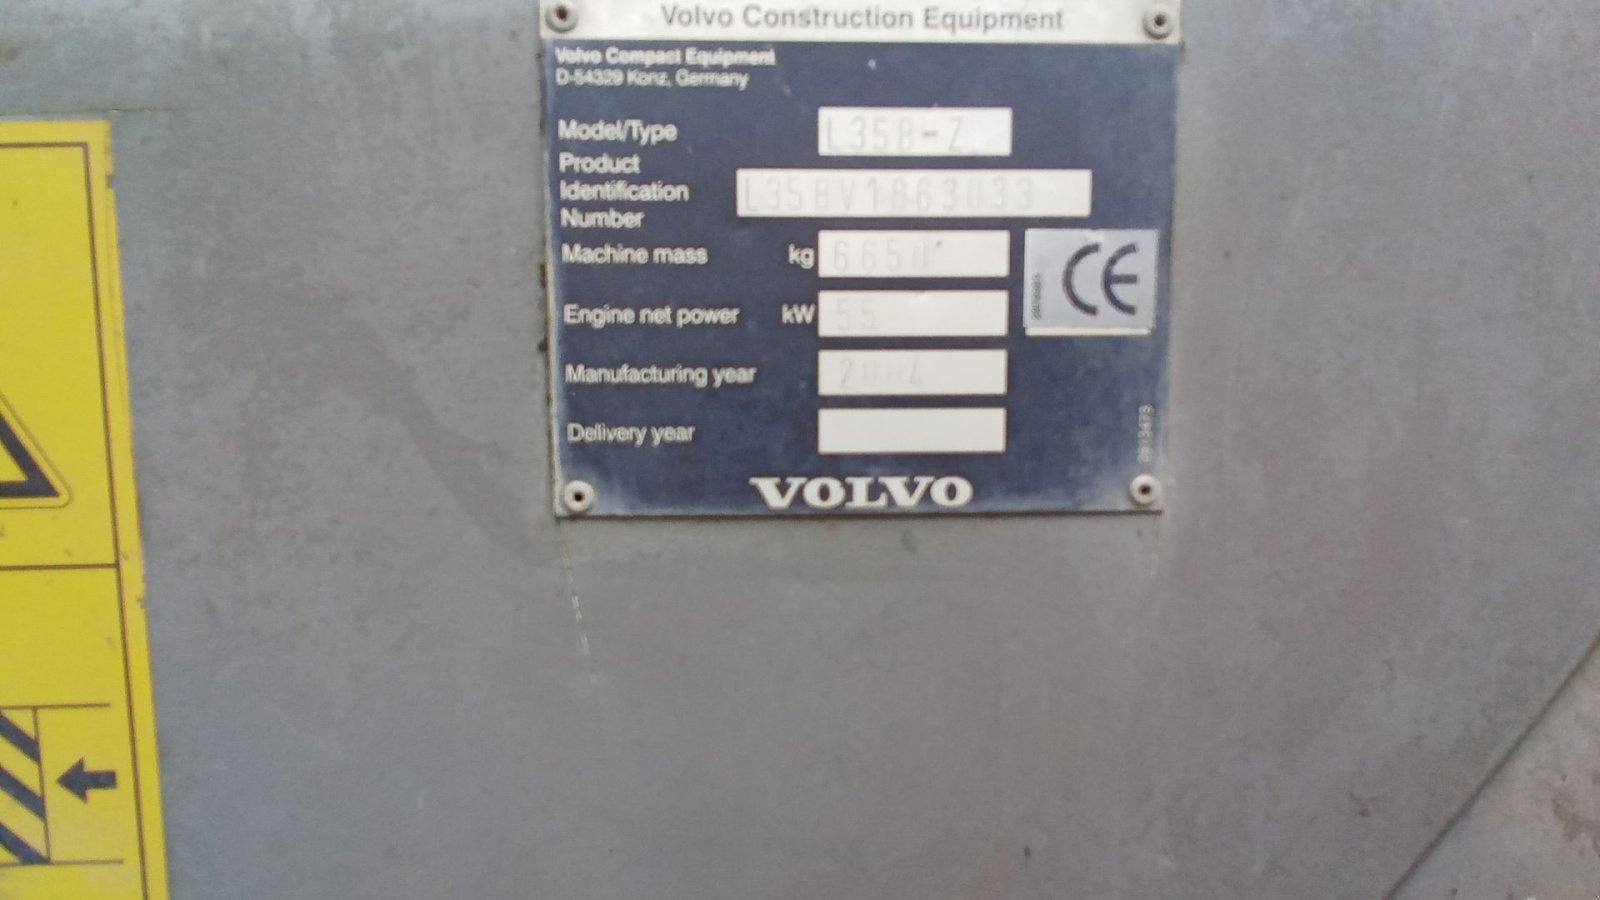 Volvo Construction Equipment
Volvo Compact Equipment
D-54329 Konz, Germany
Model/Type L35B-Z
Product
Identification L35BV1863033
Number
Machine mass kg 6650
CE
Engine net power kW 55
Manufacturing year 2004
Delivery year
VOLVO